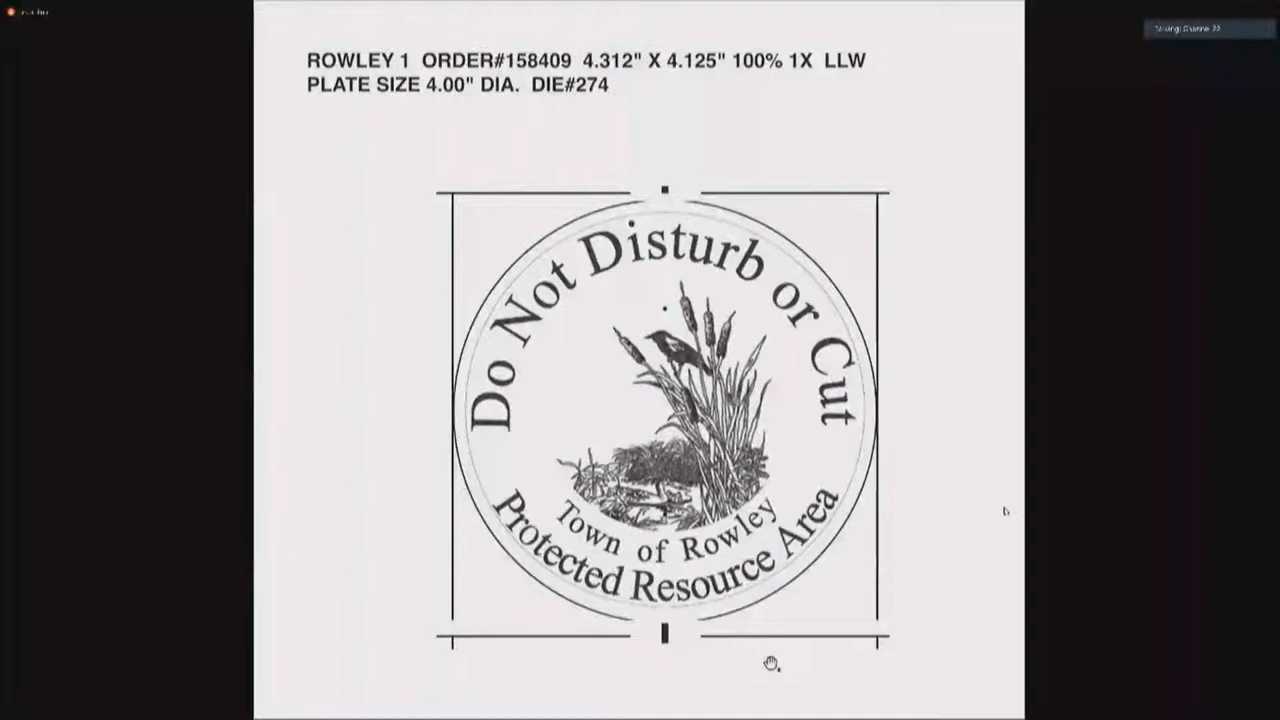 ROWLEY 1 ORDER#158409 4.312" X 4.125" 100% 1X LLW
PLATE SIZE 4.00" DIA. DIE#274
Do Not Disturb or Cut
Town of Rowley
Protected Resource Area